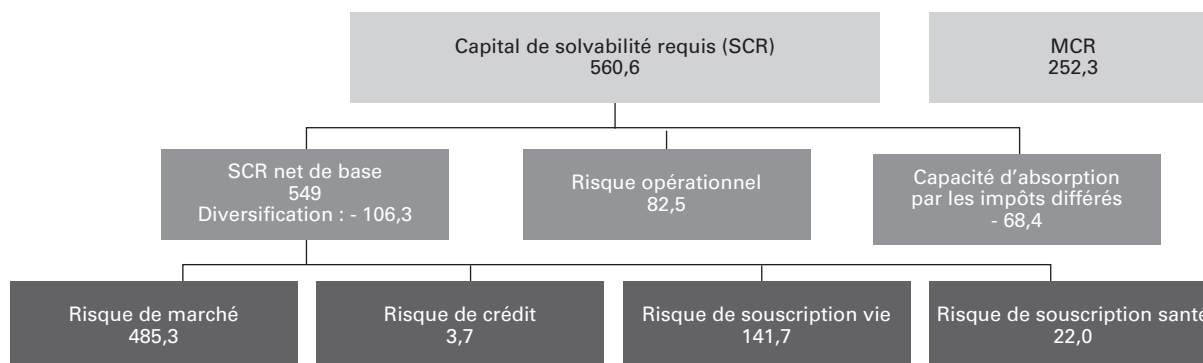 Capital de solvabilité requis (SCR)
560,6
MCR
252,3
SCR net de base
549
Diversification : - 106,3
Risque opérationnel
82,5
Capacité d'absorption
par les impôts différés
- 68,4
Risque de marché
485,3
Risque de crédit
3,7
Risque de souscription vie
141,7
Risque de souscription santé
22,0